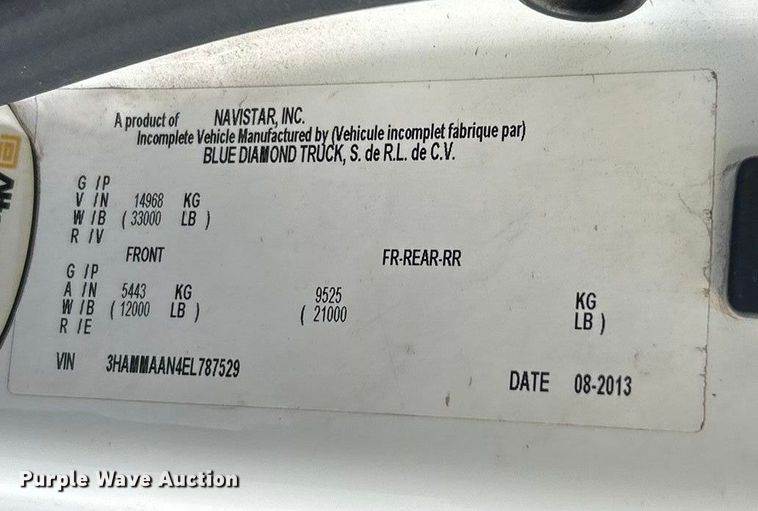 A product of NAVISTAR, INC.
Incomplete Vehicle Manufactured by (Vehicule incomplet fabrique par)
BLUE DIAMOND TRUCK, S. de R.L. de C.V.
G /P
V /N 14968 KG
W /B ( 33000 LB )
R /V
FRONT FR-REAR-RR
G /P
A /N 5443 KG 9525 KG
W /B ( 12000 LB ) ( 21000 LB )
R /E
VIN 3HAMMAAN4EL787529
DATE 08-2013
Purple Wave Auction